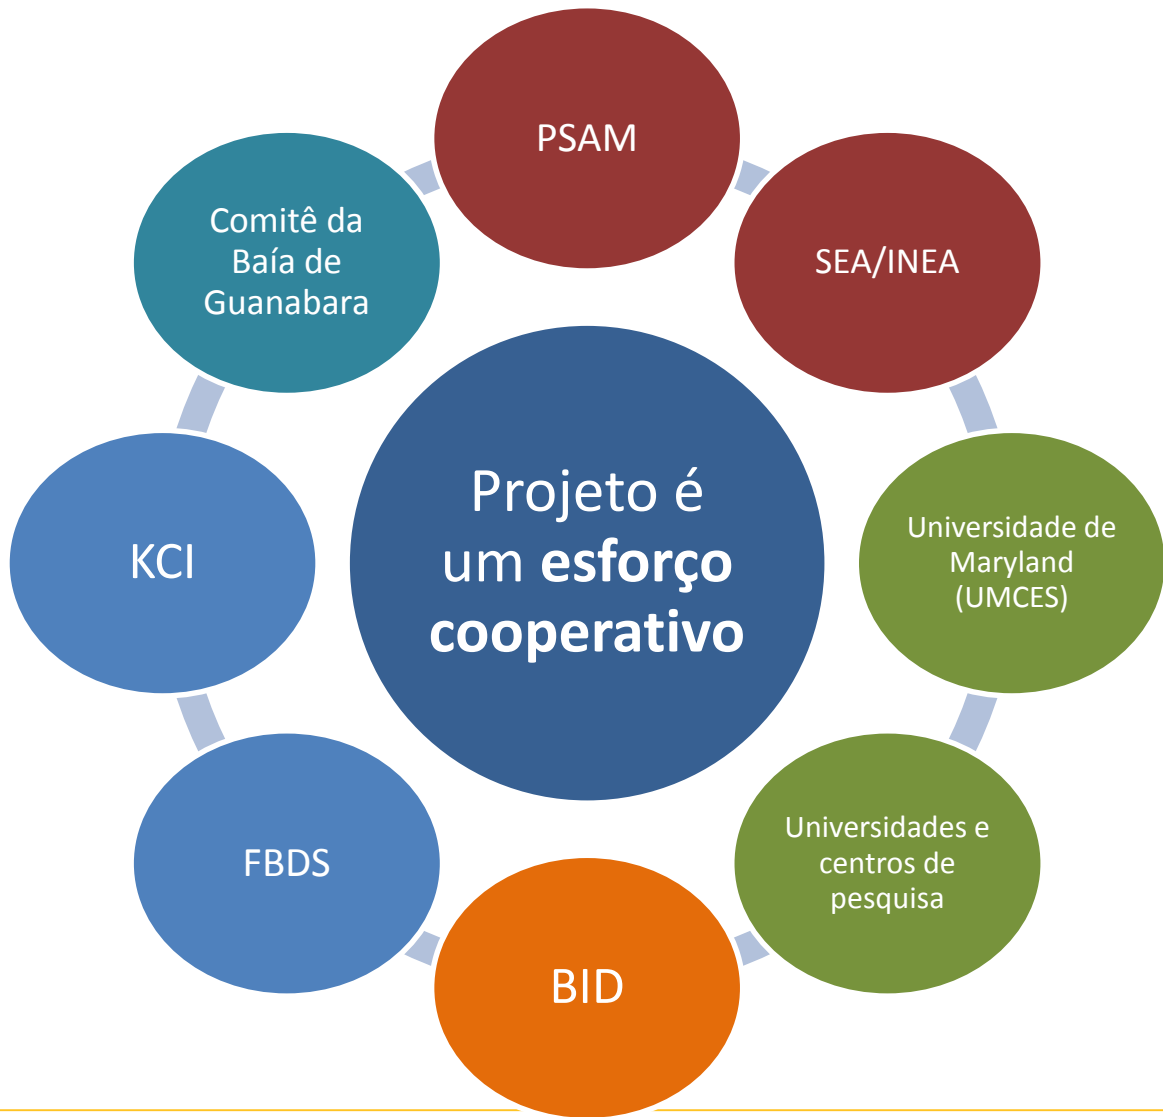 PSAM
Comitê da
Baía de
Guanabara
SEA/INEA
Projeto é
um esforço
cooperativo
KCI
Universidade de
Maryland
(UMCES)
FBDS
Universidades e
centros de
pesquisa
BID